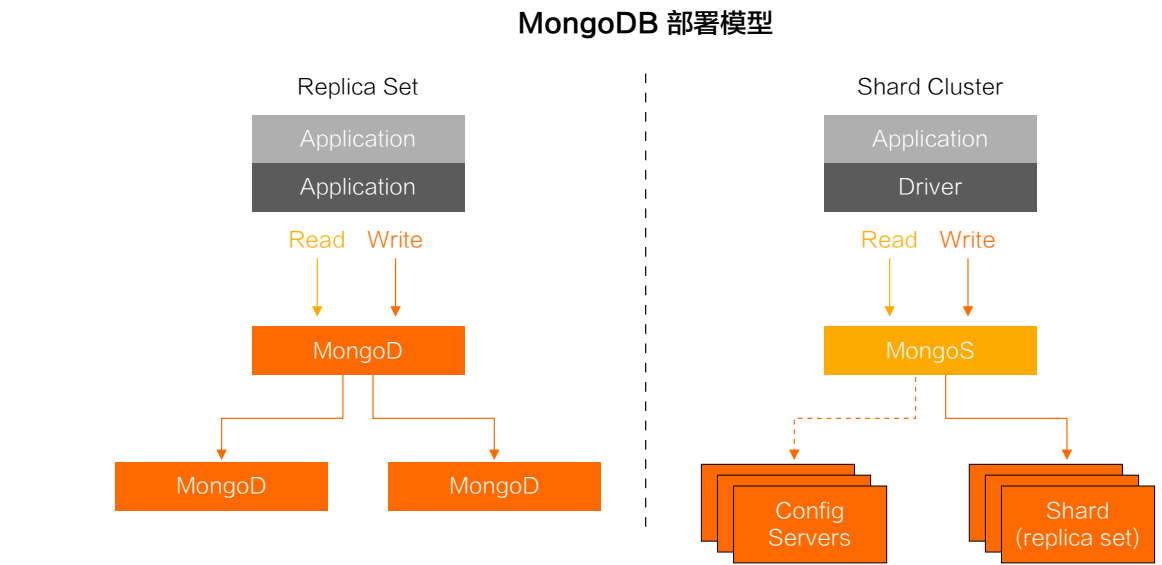 MongoDB 部署模型
Replica Set
Application
Application
Read Write
MongoD
MongoD
MongoD
Shard Cluster
Application
Driver
Read Write
MongoS
Config
Servers
Shard
(replica set)